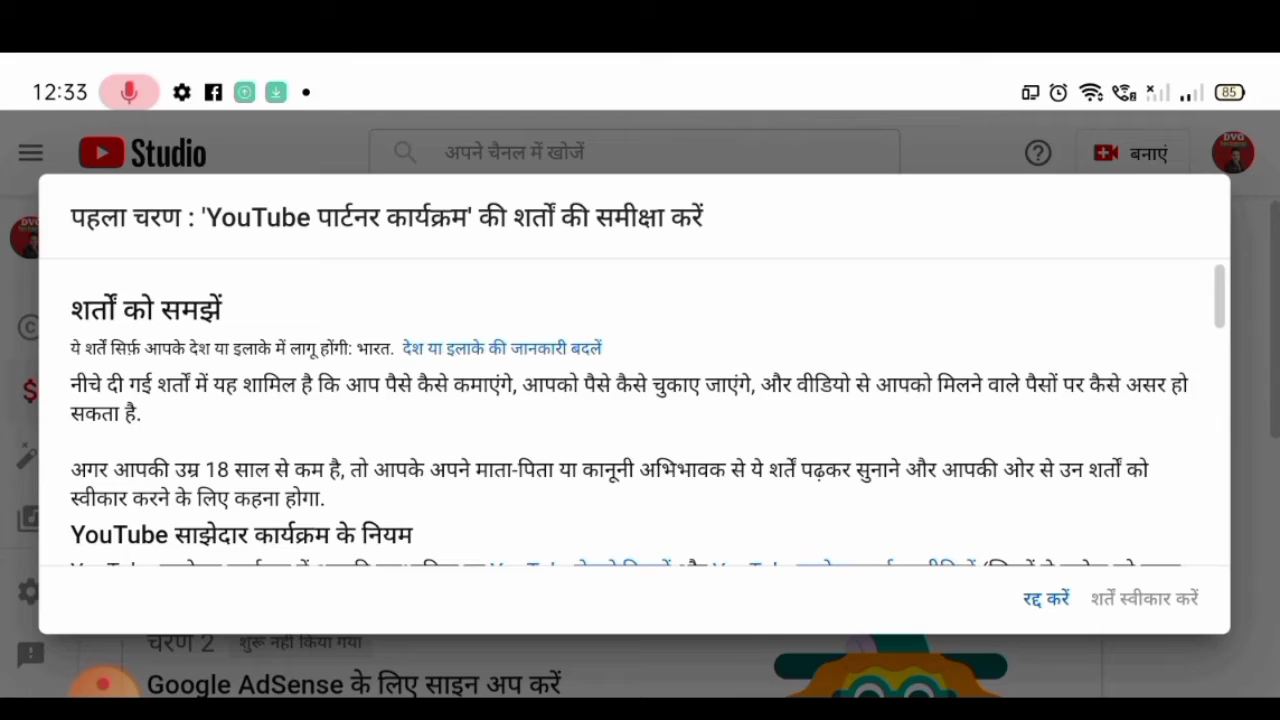 12:33
85
Studio
अपने चैनल में खोजें
बनाएं
DVG
पहला चरण : 'YouTube पार्टनर कार्यक्रम' की शर्तों की समीक्षा करें
शर्तों को समझें
ये शर्तें सिर्फ़ आपके देश या इलाके में लागू होंगी: भारत. देश या इलाके की जानकारी बदलें
नीचे दी गई शर्तों में यह शामिल है कि आप पैसे कैसे कमाएंगे, आपको पैसे कैसे चुकाए जाएंगे, और वीडियो से आपको मिलने वाले पैसों पर कैसे असर हो
सकता है.
अगर आपकी उम्र 18 साल से कम है, तो आपके अपने माता-पिता या कानूनी अभिभावक से ये शर्तें पढ़कर सुनाने और आपकी ओर से उन शर्तों को
स्वीकार करने के लिए कहना होगा.
YouTube साझेदार कार्यक्रम के नियम
रद्द करें
शर्तें स्वीकार करें
चरण 2
शुरू नहीं किया गया
Google AdSense के लिए साइन अप करें